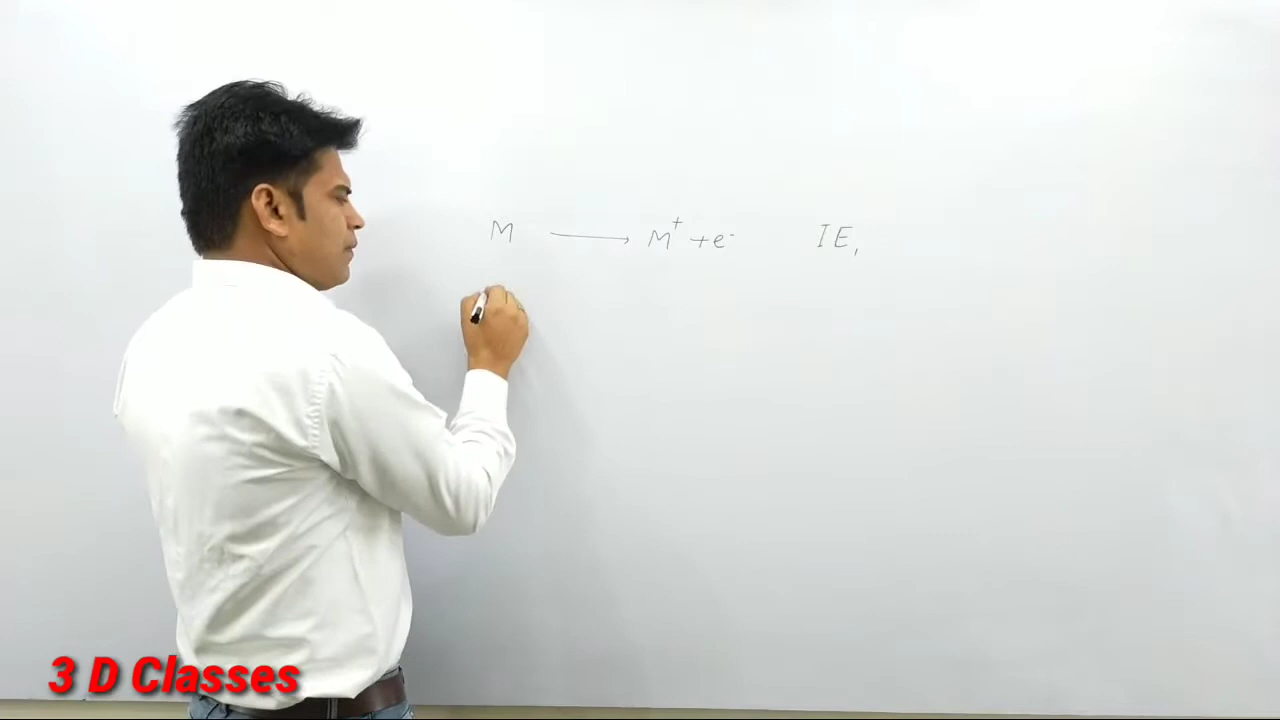 M ⟶ M⁺ + e⁻ IE₁
3 D Classes